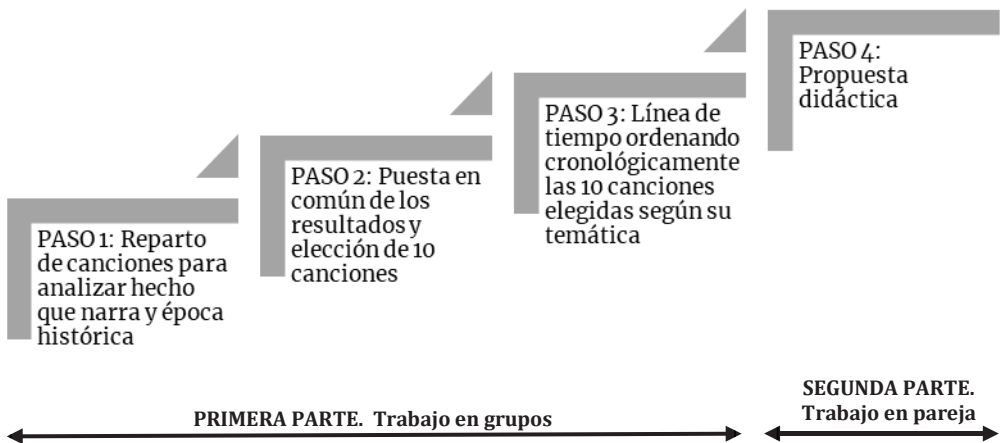 PASO 1: Reparto
de canciones para
analizar hecho
que narra y época
histórica
PASO 2: Puesta en
común de los
resultados y
elección de 10
canciones
PASO 3: Línea de
tiempo ordenando
cronológicamente
las 10 canciones
elegidas según su
temática
PASO 4:
Propuesta
didáctica
PRIMERA PARTE. Trabajo en grupos
SEGUNDA PARTE.
Trabajo en pareja